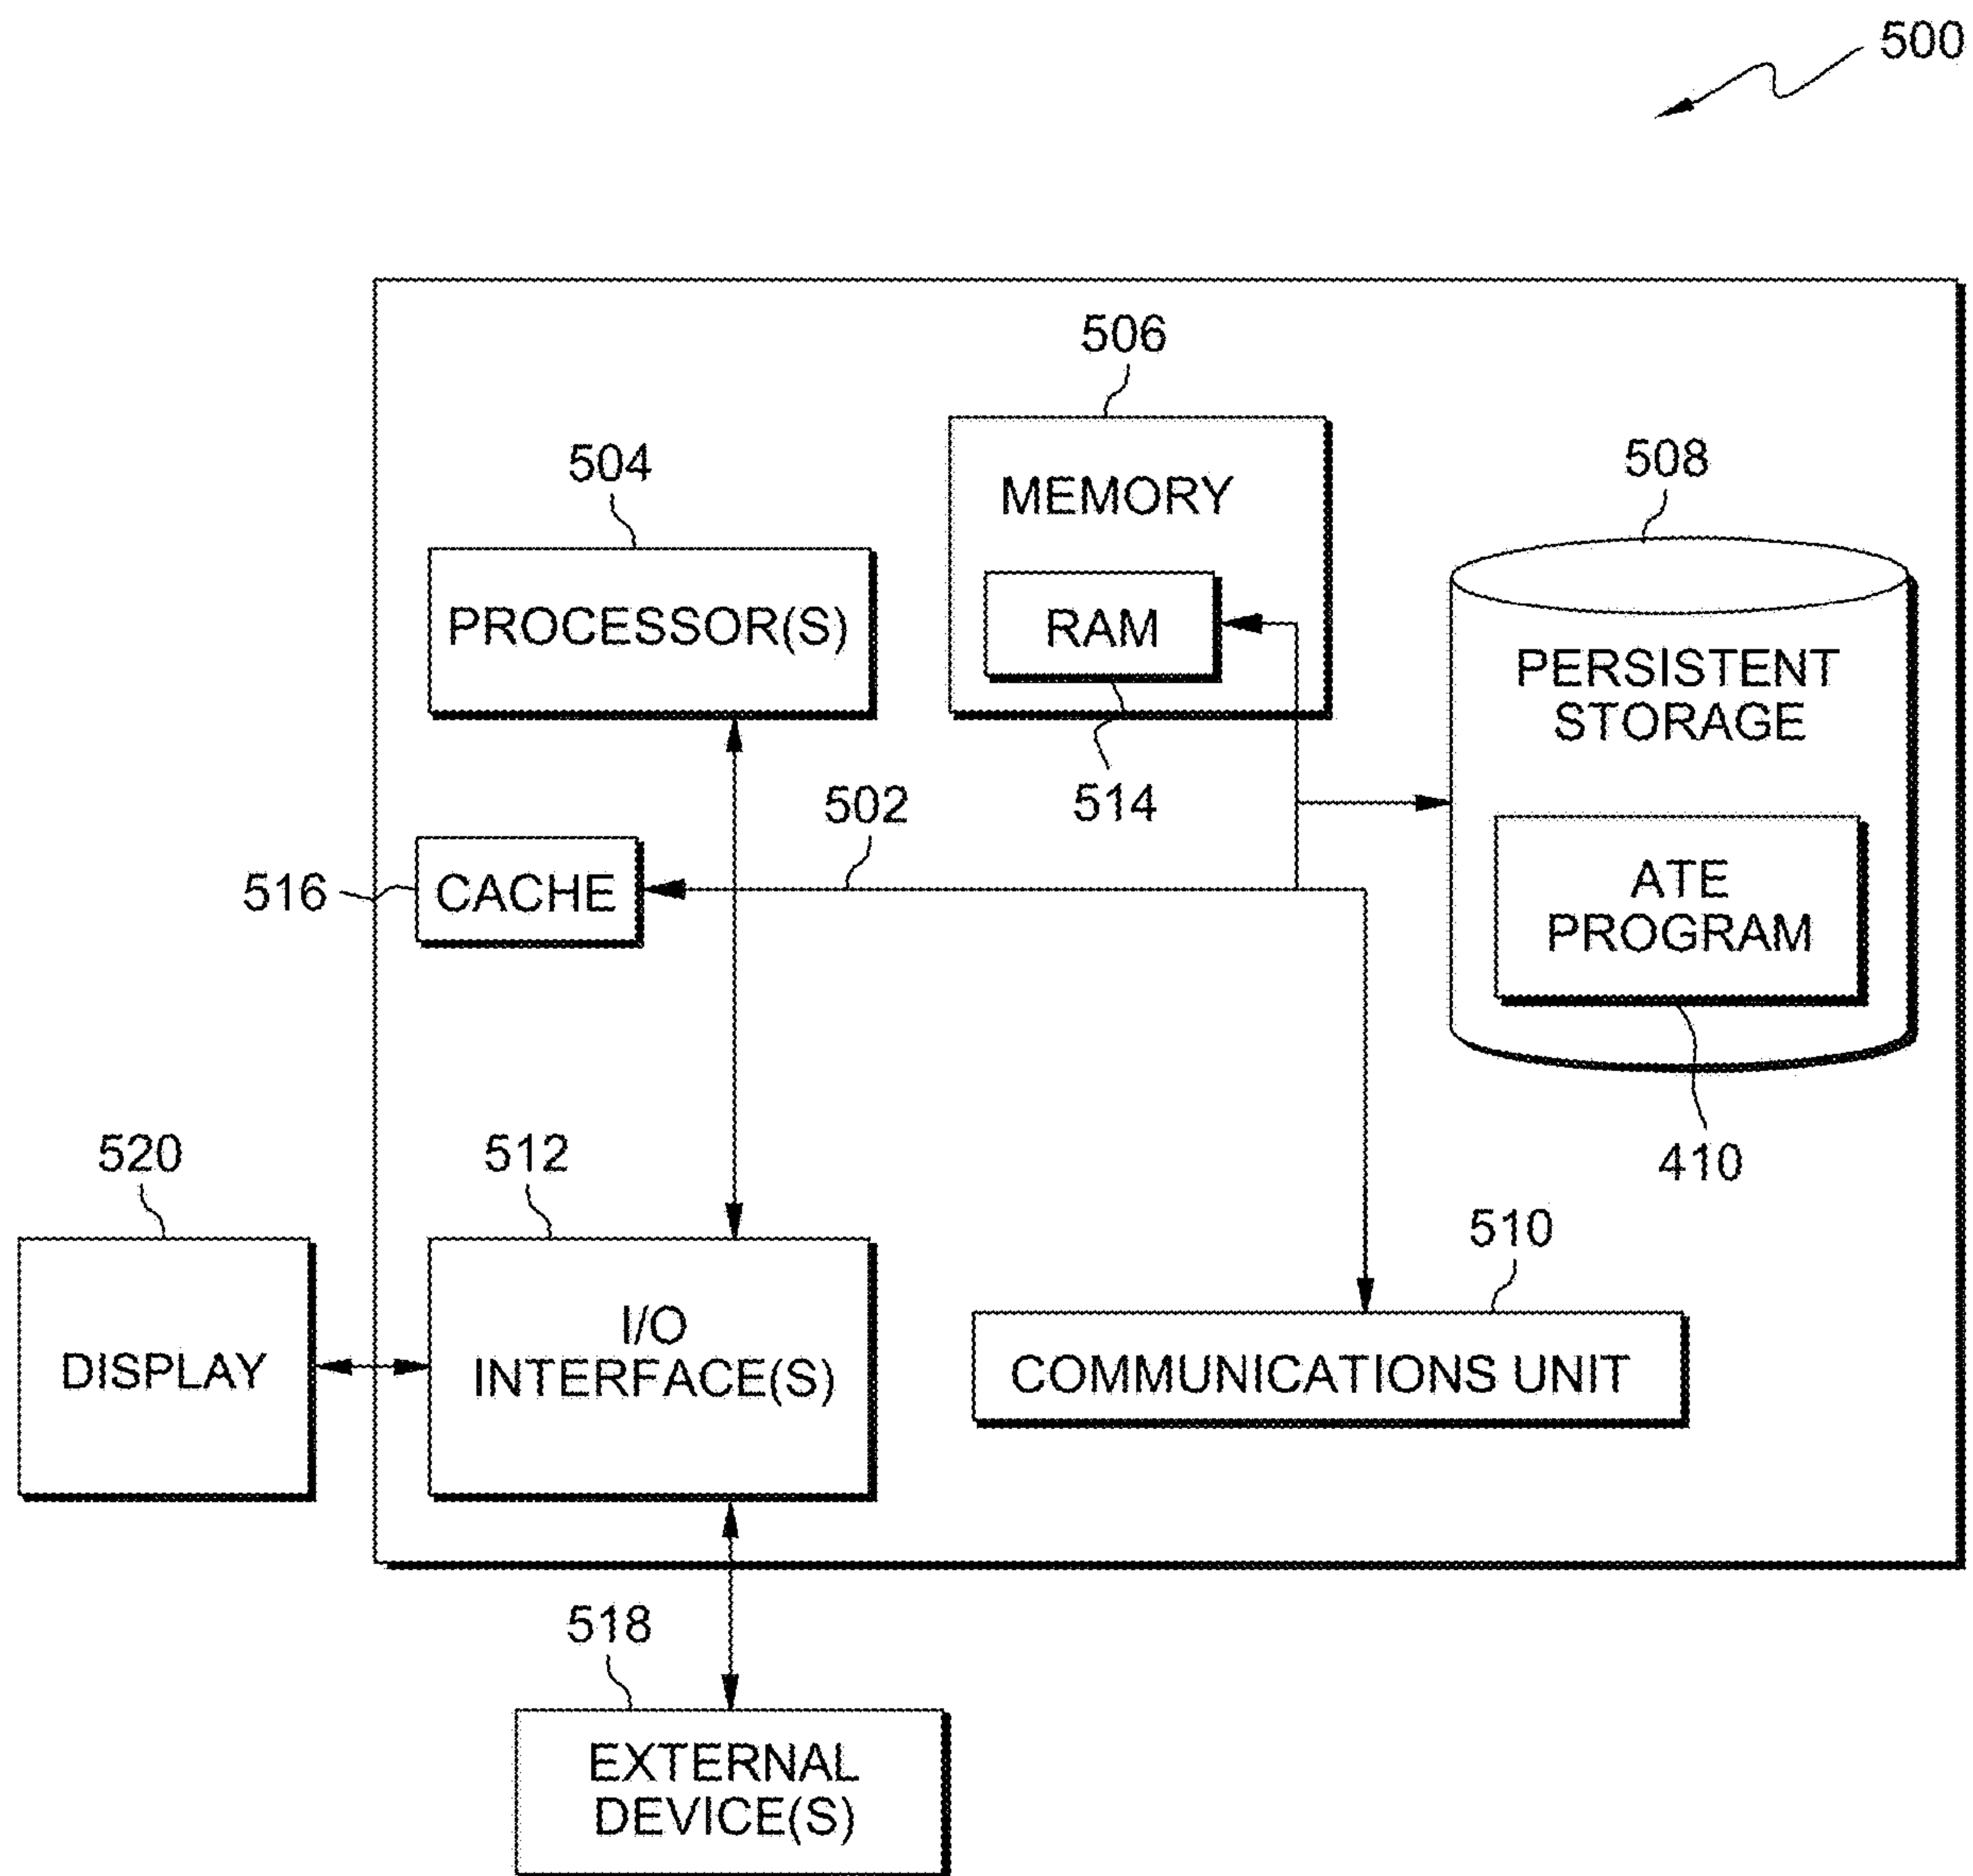 500
506
504
508
MEMORY
PROCESSOR(S)
RAM
PERSISTENT
STORAGE
514
502
516
CACHE
ATE
PROGRAM
410
520
512
510
I/O
INTERFACE(S)
DISPLAY
COMMUNICATIONS UNIT
518
EXTERNAL
DEVICE(S)